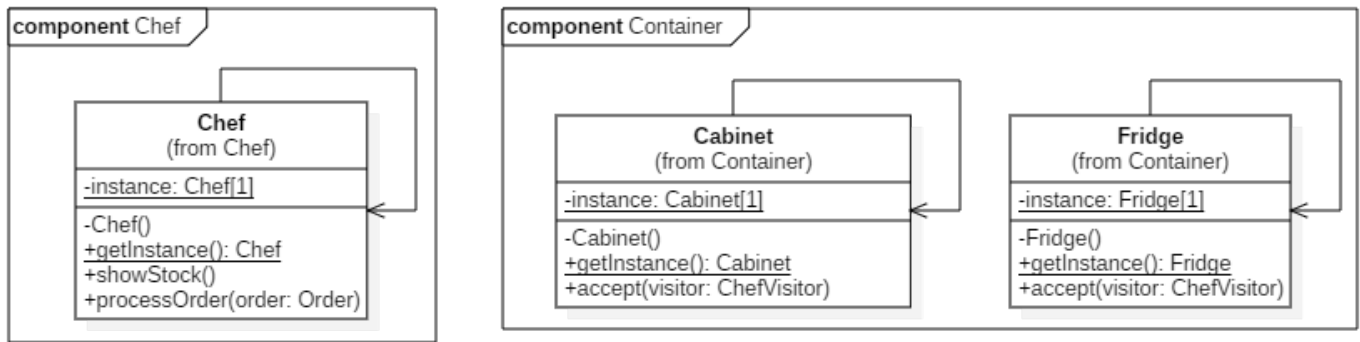 component Chef
Chef
(from Chef)
-instance: Chef[1]
-Chef()
+getInstance(): Chef
+showStock()
+processOrder(order: Order)
component Container
Cabinet
(from Container)
-instance: Cabinet[1]
-Cabinet()
+getInstance(): Cabinet
+accept(visitor: ChefVisitor)
Fridge
(from Container)
-instance: Fridge[1]
-Fridge()
+getInstance(): Fridge
+accept(visitor: ChefVisitor)